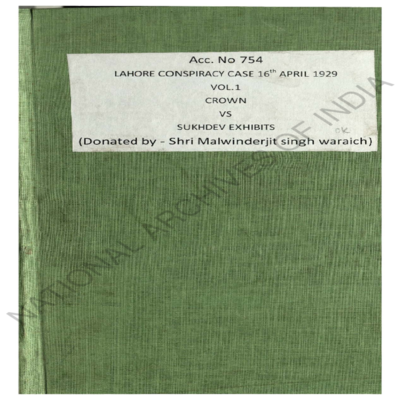 Acc. No 754
LAHORE CONSPIRACY CASE 16th APRIL 1929
VOL.1
CROWN
VS
SUKHDEV EXHIBITS
OK
(Donated by - Shri Malwinderjit singh waraich)
NATIONAL ARCHIVES OF INDIA